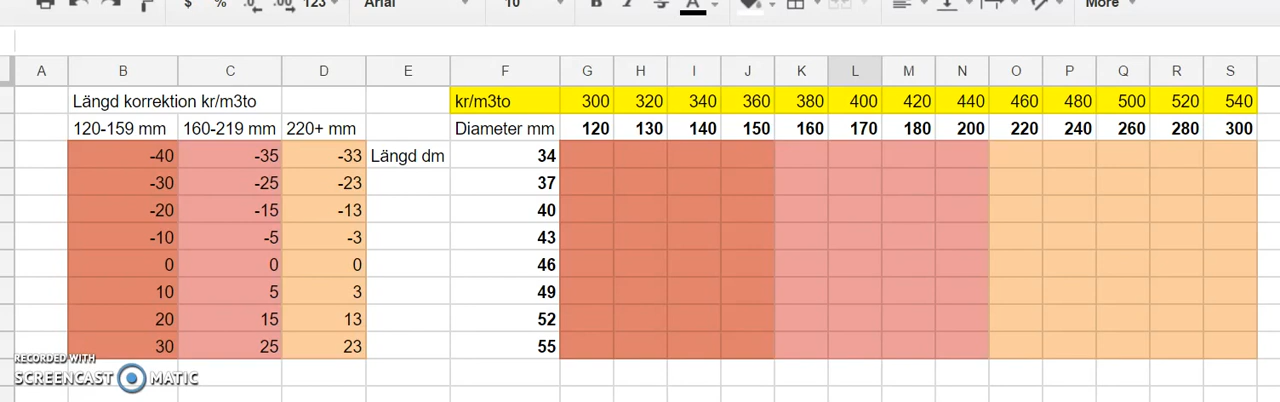 $ % .0 .00 123 Arial 10 B I S A More
A B C D E F G H I J K L M N O P Q R S
Längd korrektion kr/m3to kr/m3to 300 320 340 360 380 400 420 440 460 480 500 520 540
120-159 mm 160-219 mm 220+ mm Diameter mm 120 130 140 150 160 170 180 200 220 240 260 280 300
-40 -35 -33 Längd dm 34
-30 -25 -23 37
-20 -15 -13 40
-10 -5 -3 43
0 0 0 46
10 5 3 49
20 15 13 52
30 25 23 55
RECORDED WITH
SCREENCAST MATIC